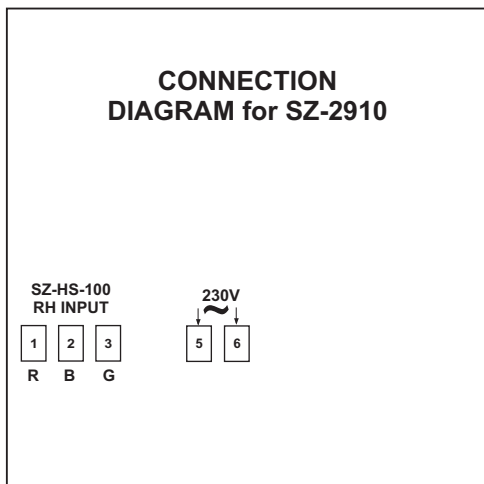 CONNECTION
DIAGRAM for SZ-2910
SZ-HS-100
RH INPUT
230V
~
1 2 3 5 6
R B G